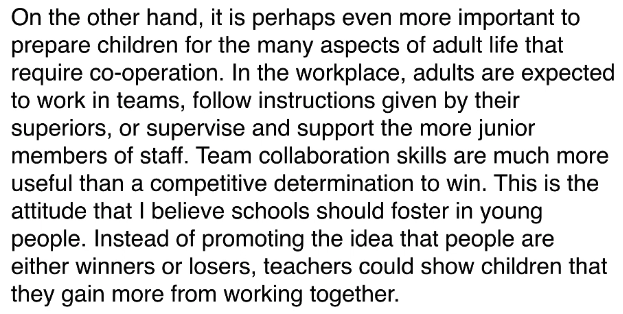 On the other hand, it is perhaps even more important to
prepare children for the many aspects of adult life that
require co-operation. In the workplace, adults are expected
to work in teams, follow instructions given by their
superiors, or supervise and support the more junior
members of staff. Team collaboration skills are much more
useful than a competitive determination to win. This is the
attitude that I believe schools should foster in young
people. Instead of promoting the idea that people are
either winners or losers, teachers could show children that
they gain more from working together.